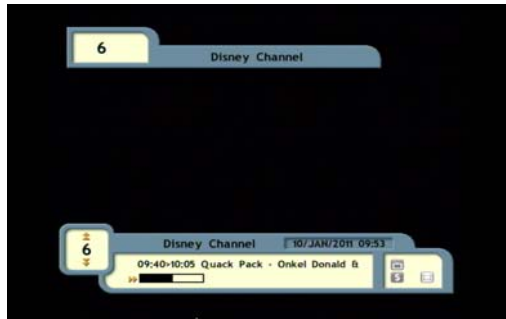 6
Disney Channel
6
Disney Channel
10/JAN/2011 09:53
09:40>10:05 Quack Pack - Onkel Donald &